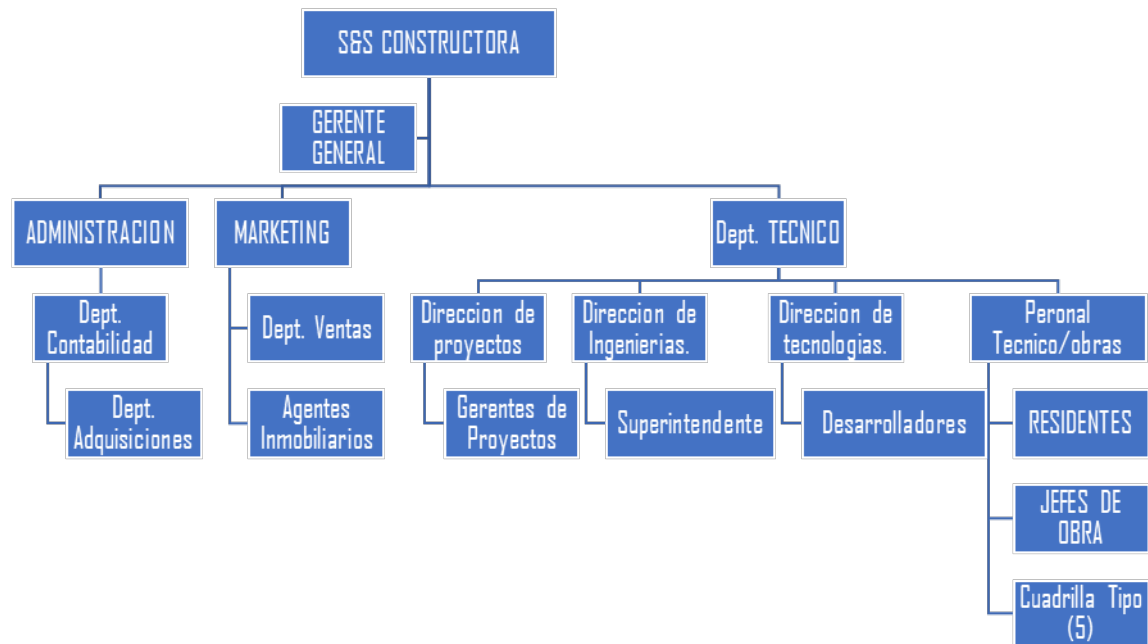 S&S CONSTRUCTORA
GERENTE
GENERAL
ADMINISTRACION
MARKETING
Dept. TECNICO
Dept.
Contabilidad
Dept. Ventas
Direccion de
proyectos
Direccion de
Ingenierias.
Direccion de
tecnologias.
Peronal
Tecnico/obras
Dept.
Adquisiciones
Agentes
Inmobiliarios
Gerentes de
Proyectos
Superintendente
Desarrolladores
RESIDENTES
JEFES DE
OBRA
Cuadrilla Tipo
(5)